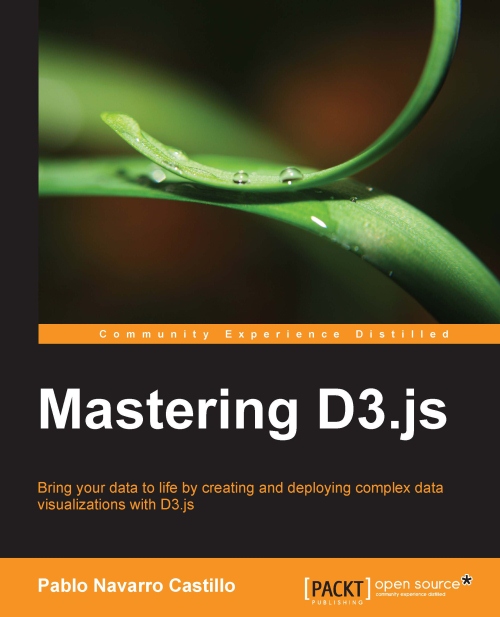 Community Experience Distilled
Mastering D3.js
Bring your data to life by creating and deploying complex data
visualizations with D3.js
Pablo Navarro Castillo
[PACKT] open source*
PUBLISHING community experience distilled